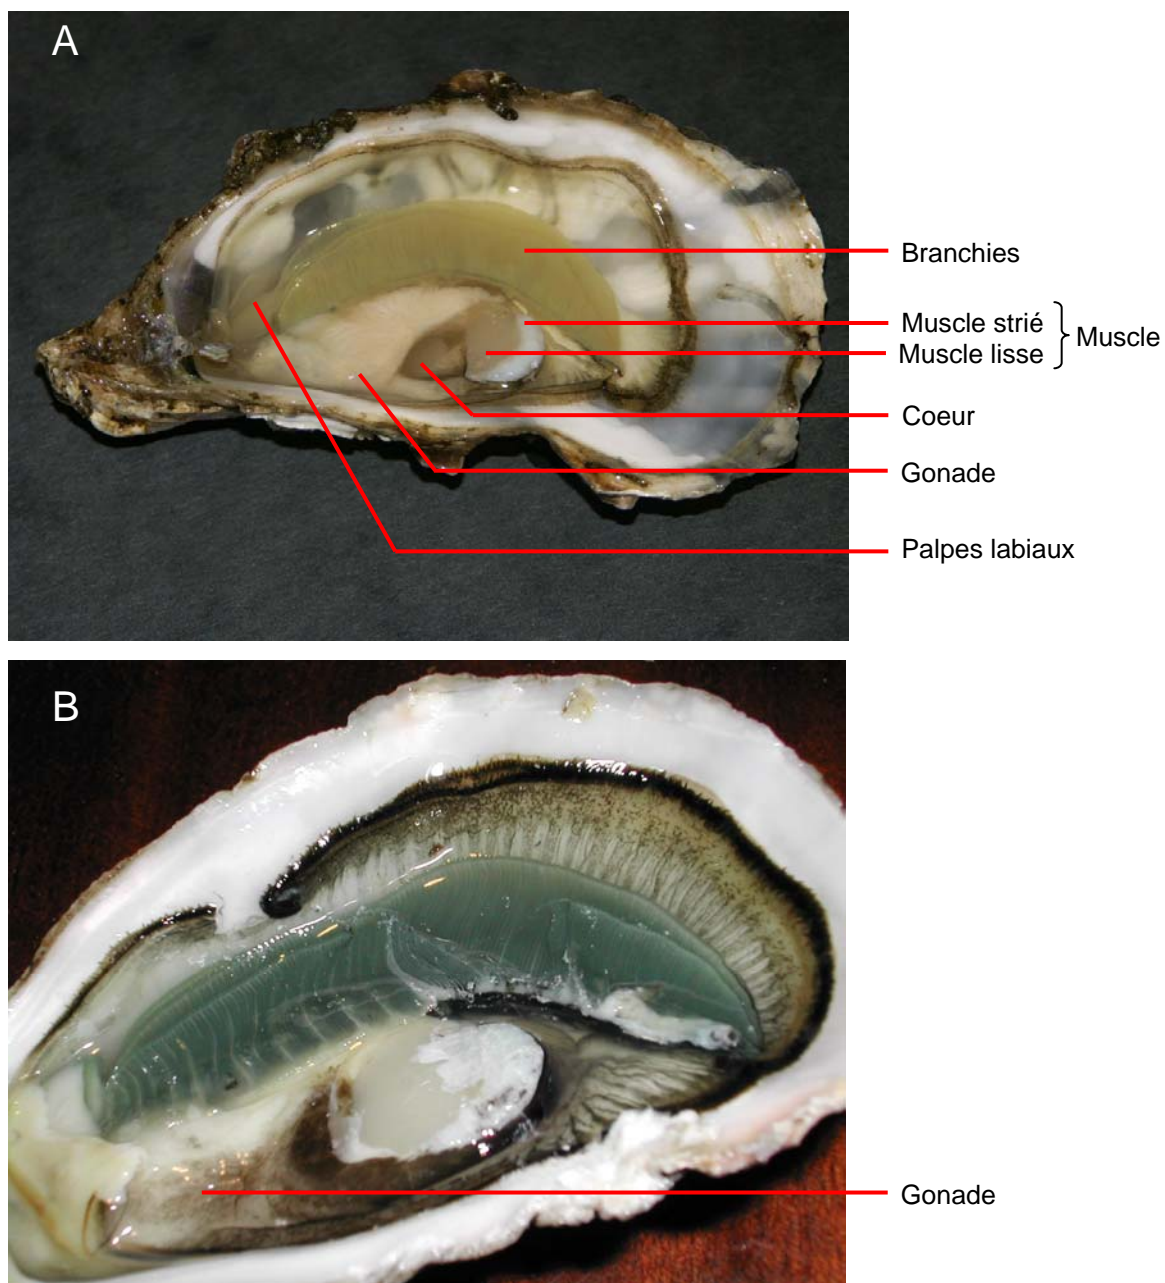 A
Branchies
Muscle strié
Muscle lisse
Muscle
Coeur
Gonade
Palpes labiaux
B
Gonade